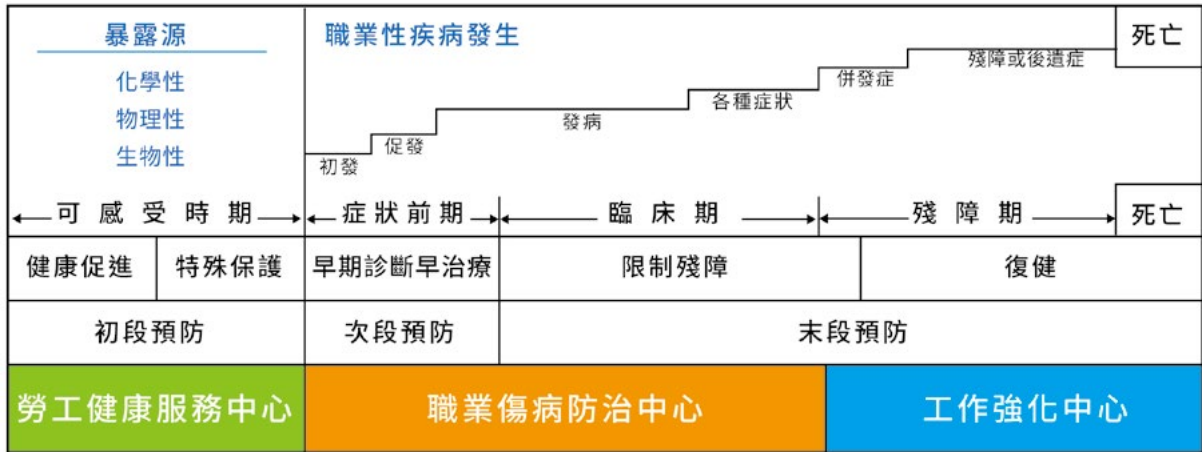 暴露源
化學性
物理性
生物性
職業性疾病發生
初發
促發
發病
各種症狀
併發症
殘障或後遺症
死亡
可感受時期
症狀前期
臨床期
殘障期
死亡
健康促進
特殊保護
早期診斷早治療
限制殘障
復健
初段預防
次段預防
末段預防
勞工健康服務中心
職業傷病防治中心
工作強化中心